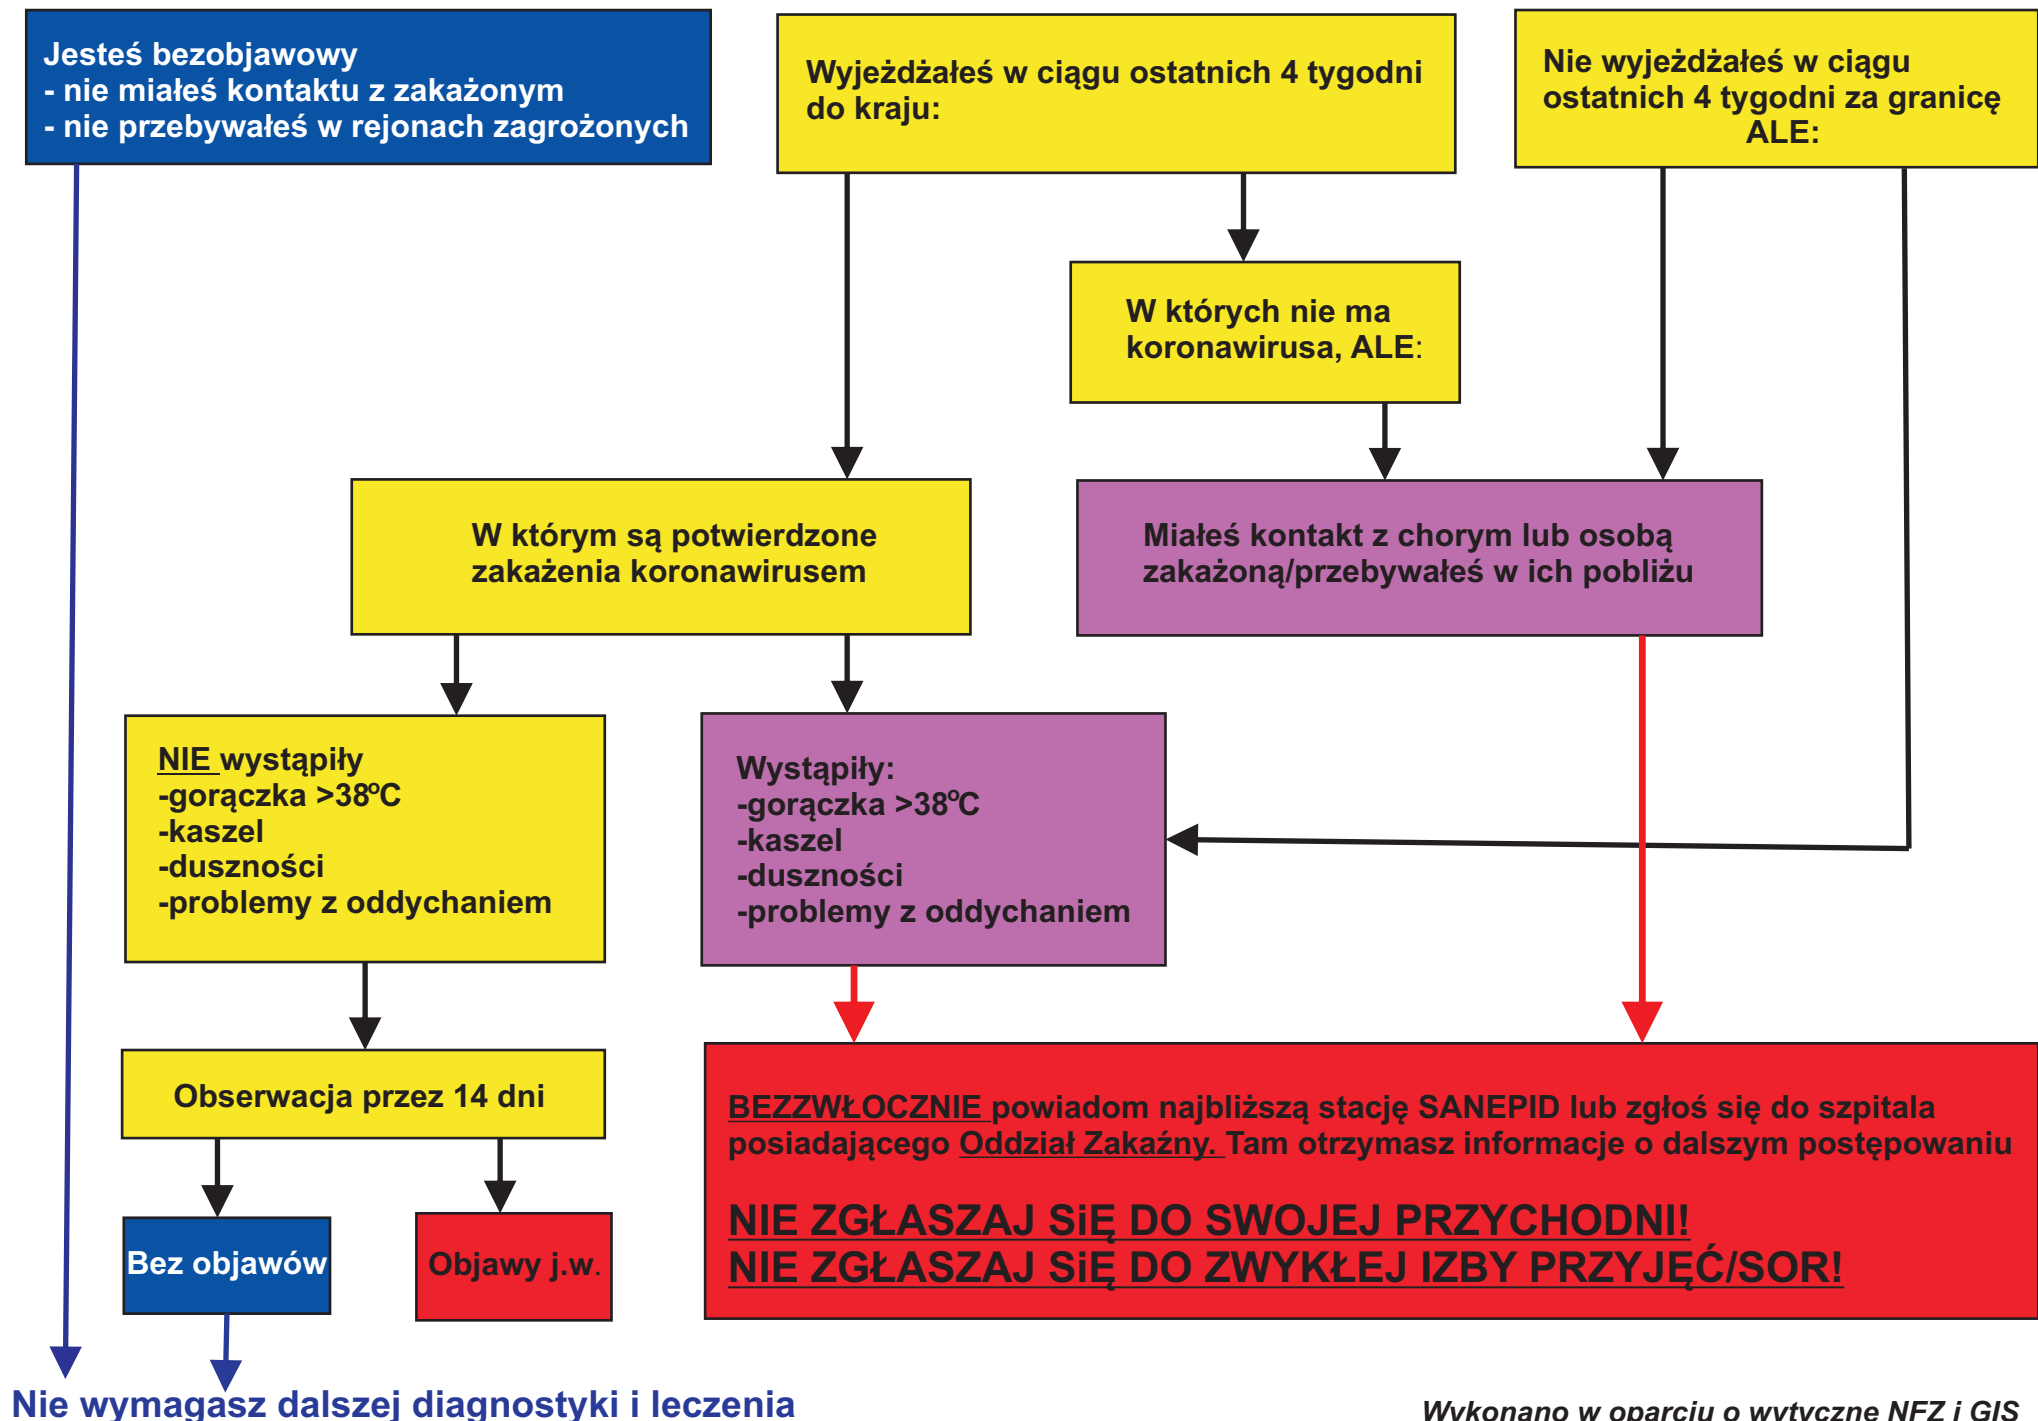 Jesteś bezobjawowy
- nie miałeś kontaktu z zakażonym
- nie przebywałeś w rejonach zagrożonych
Wyjeżdżałeś w ciągu ostatnich 4 tygodni
do kraju:
Nie wyjeżdżałeś w ciągu
ostatnich 4 tygodni za granicę
ALE:
W których nie ma
koronawirusa, ALE:
W którym są potwierdzone
zakażenia koronawirusem
Miałeś kontakt z chorym lub osobą
zakażoną/przebywałeś w ich pobliżu
NIE wystąpiły
-gorączka >38°C
-kaszel
-duszności
-problemy z oddychaniem
Wystąpiły:
-gorączka >38°C
-kaszel
-duszności
-problemy z oddychaniem
Obserwacja przez 14 dni
BEZZWŁOCZNIE powiadom najbliższą stację SANEPID lub zgłoś się do szpitala
posiadającego Oddział Zakaźny. Tam otrzymasz informacje o dalszym postępowaniu
NIE ZGŁASZAJ SiĘ DO SWOJEJ PRZYCHODNI!
NIE ZGŁASZAJ SiĘ DO ZWYKŁEJ IZBY PRZYJĘĆ/SOR!
Bez objawów
Objawy j.w.
Nie wymagasz dalszej diagnostyki i leczenia
Wykonano w oparciu o wytyczne NFZ i GIS